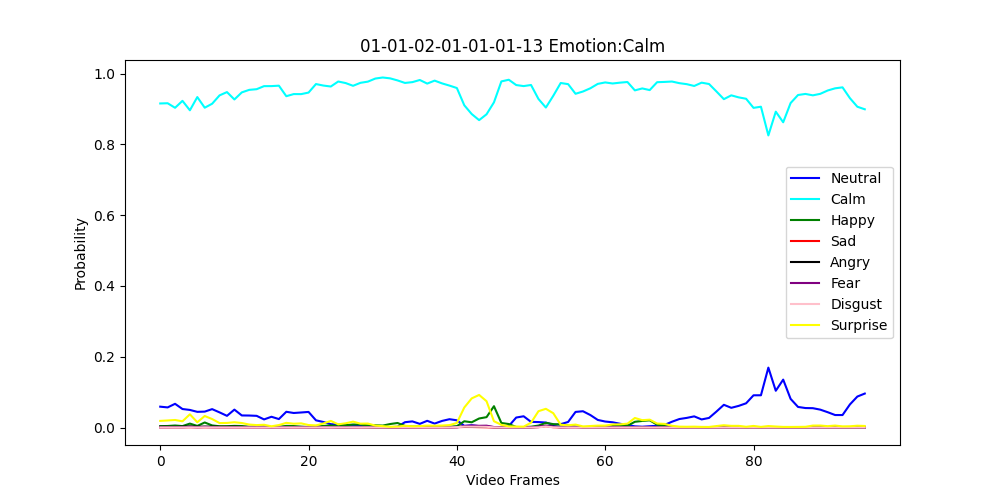 01-01-02-01-01-01-13 Emotion:Calm
1.0
0.8
0.6
0.4
0.2
0.0
Probability
0 20 40 60 80
Video Frames
Neutral
Calm
Happy
Sad
Angry
Fear
Disgust
Surprise